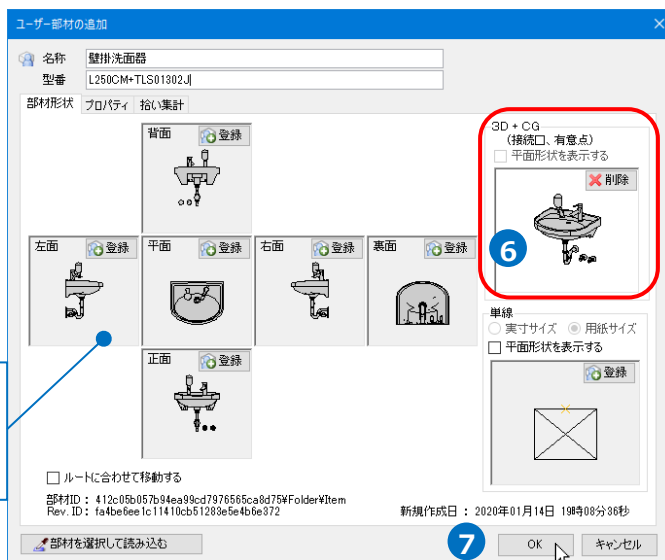 ユーザー部材の追加
名称 壁掛洗面器
型番 L250CM+TLS01302J
部材形状 プロパティ 拾い集計
背面 登録
3D + CG
(接続口、有意点)
平面形状を表示する
削除
6
左面 登録
平面 登録
右面 登録
裏面 登録
正面 登録
単線
実寸サイズ 用紙サイズ
平面形状を表示する
登録
ルートに合わせて移動する
部材ID : 412c05b057b94ea99cd7976565ca8d75¥Folder¥Item
Rev. ID : fa4be6ee1c11410cb51283e5e4b6e372
新規作成日 : 2020年01月14日 19時08分36秒
部材を選択して読み込む
7
OK
キャンセル